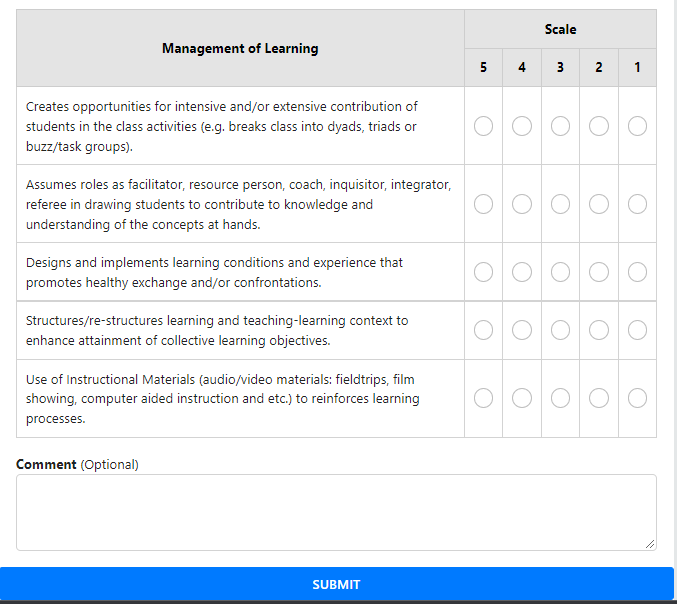 Management of Learning
Scale
5 4 3 2 1
Creates opportunities for intensive and/or extensive contribution of
students in the class activities (e.g. breaks class into dyads, triads or
buzz/task groups).
Assumes roles as facilitator, resource person, coach, inquisitor, integrator,
referee in drawing students to contribute to knowledge and
understanding of the concepts at hands.
Designs and implements learning conditions and experience that
promotes healthy exchange and/or confrontations.
Structures/re-structures learning and teaching-learning context to
enhance attainment of collective learning objectives.
Use of Instructional Materials (audio/video materials: fieldtrips, film
showing, computer aided instruction and etc.) to reinforces learning
processes.
Comment (Optional)
SUBMIT